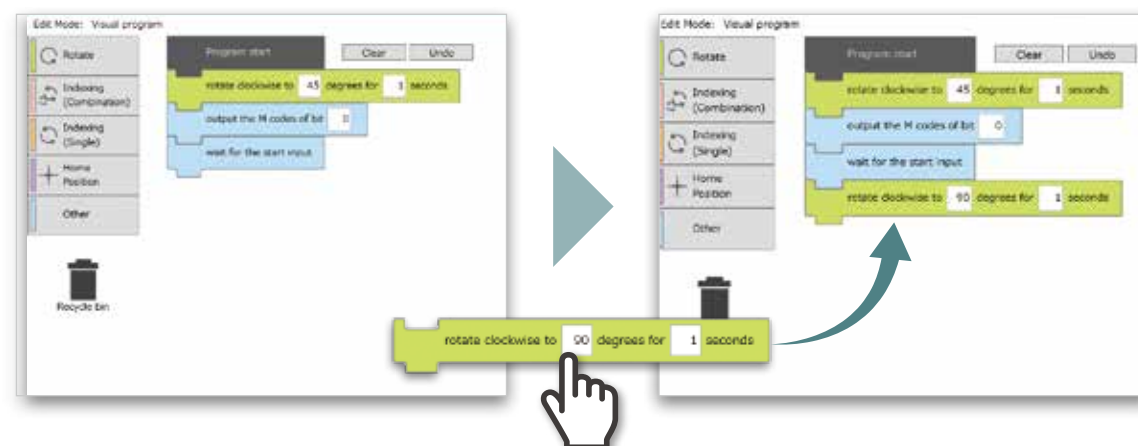 Edit Mode: Visual program
Rotate
Indexing
(Combination)
Indexing
(Single)
Home
Position
Other
Recycle bin
Program start
Clear
Undo
rotate clockwise to 45 degrees for 1 seconds
output the M codes of bit 0
wait for the start input
rotate clockwise to 90 degrees for 1 seconds
Edit Mode: Visual program
Rotate
Indexing
(Combination)
Indexing
(Single)
Home
Position
Other
Program start
Clear
Undo
rotate clockwise to 45 degrees for 1 seconds
output the M codes of bit 0
wait for the start input
rotate clockwise to 90 degrees for 1 seconds